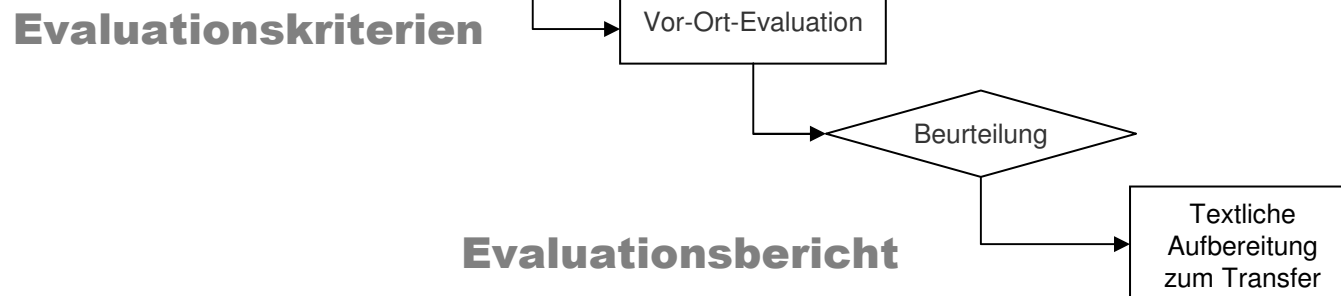 Evaluationskriterien
Vor-Ort-Evaluation
Beurteilung
Evaluationsbericht
Textliche
Aufbereitung
zum Transfer